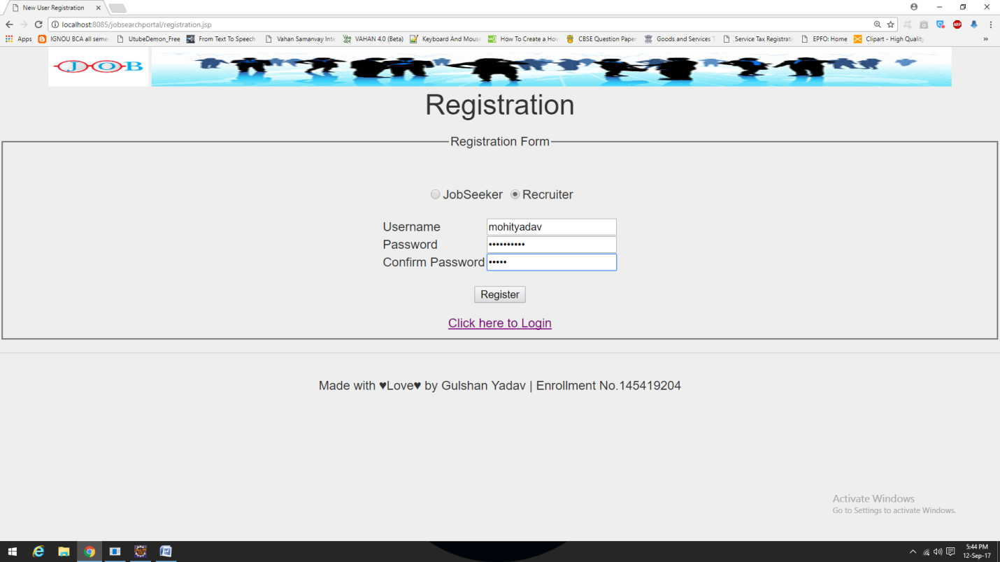 New User Registration
localhost:8085/jobsearchportal/registration.jsp
Apps IGNOU BCA all semes UtubeDemon_Free From Text To Speech Vahan Samanvay Inte VAHAN 4.0 (Beta) Keyboard And Mouse How To Create a How CBSE Question Paper Goods and Services T Service Tax Registrati EPFO: Home Clipart - High Quality »
JOB
Registration
Registration Form
JobSeeker Recruiter
Username mohityadav
Password ••••••••••
Confirm Password •••••
Register
Click here to Login
Made with ♥Love♥ by Gulshan Yadav | Enrollment No.145419204
Activate Windows
Go to Settings to activate Windows.
5:44 PM
12-Sep-17